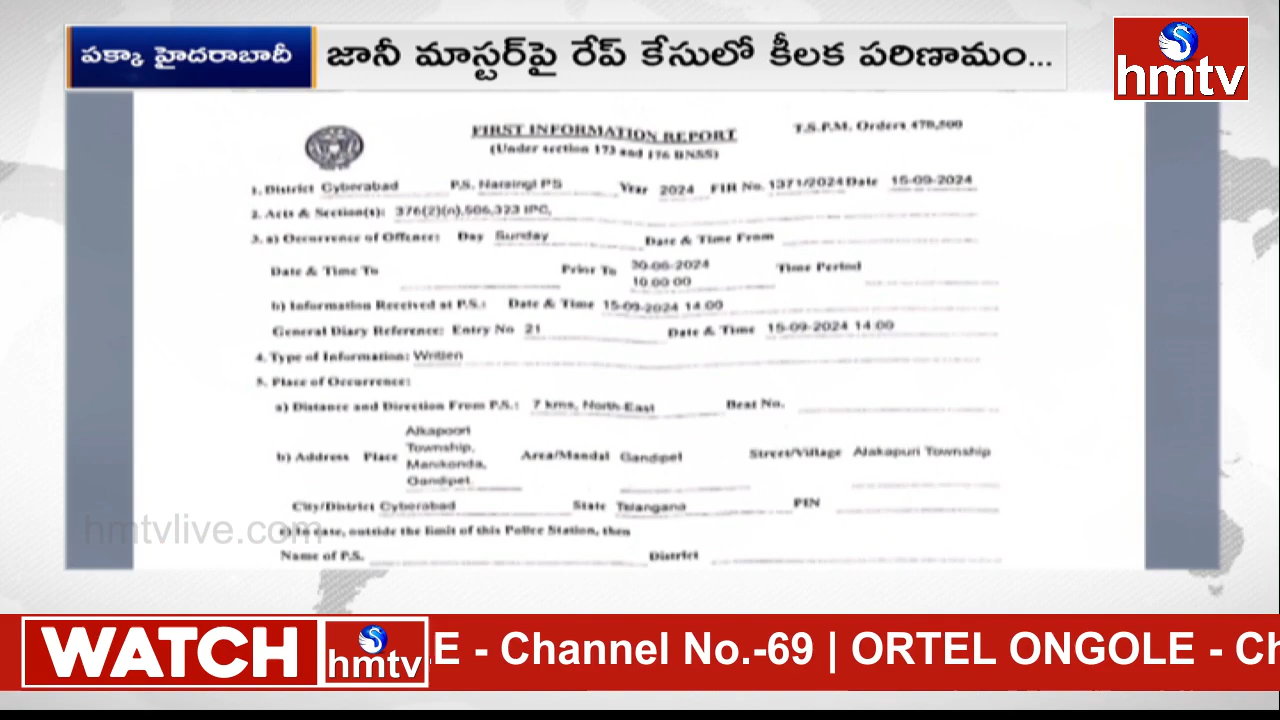 పక్కా హైదరాబాదీ
జానీ మాస్టర్‌పై రేప్ కేసులో కీలక పరిణామం...
hmtv
FIRST INFORMATION REPORT
T.S.P.M. Orders 470,500
(Under section 173 and 176 BNSS)
1. District Cyberabad P.S. Narsingi PS Year 2024 FIR No. 1371/2024 Date 15-09-2024
2. Acts & Section(s): 376(2)(n),506,323 IPC,
3. a) Occurrence of Offence: Day Sunday Date & Time From
Date & Time To Prior To 30-06-2024 10 00 00 Time Period
b) Information Received at P.S.: Date & Time 15-09-2024 14 00
General Diary Reference: Entry No 21 Date & Time 15-09-2024 14 00
4. Type of Information: Written
5. Place of Occurrence:
a) Distance and Direction From P.S.: 7 kms, North-East Beat No.
b) Address Place Alkapoori Township, Manikonda, Gandipet. Area/Mandal Gandipet Street/Village Alakapuri Township
City/District Cyberabad State Telangana PIN
c) In case, outside the limit of this Police Station, then
Name of P.S. District
hmtvlive.com
WATCH hmtv LE - Channel No.-69 | ORTEL ONGOLE - Ch